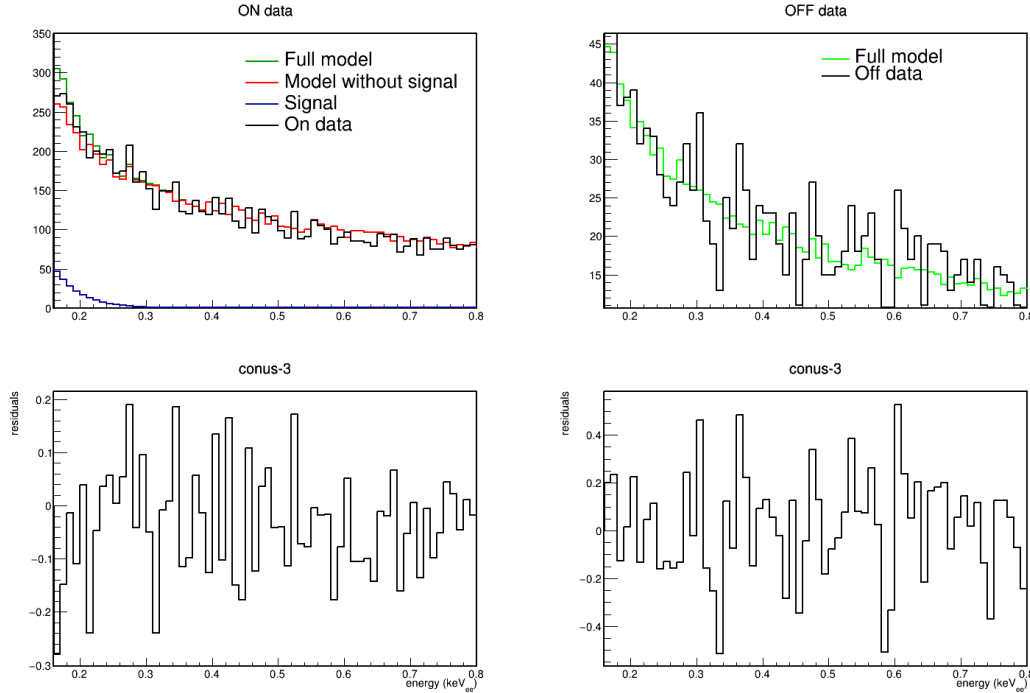 ON data
350
300
250
200
150
100
50
0
0.2 0.3 0.4 0.5 0.6 0.7 0.8
Full model
Model without signal
Signal
On data
OFF data
45
40
35
30
25
20
15
0.2 0.3 0.4 0.5 0.6 0.7 0.8
Full model
Off data
conus-3
residuals
0.2
0.1
0
−0.1
−0.2
−0.3
0.2 0.3 0.4 0.5 0.6 0.7 0.8
energy (keVee)
conus-3
residuals
0.4
0.2
0
−0.2
−0.4
0.2 0.3 0.4 0.5 0.6 0.7 0.8
energy (keVee)